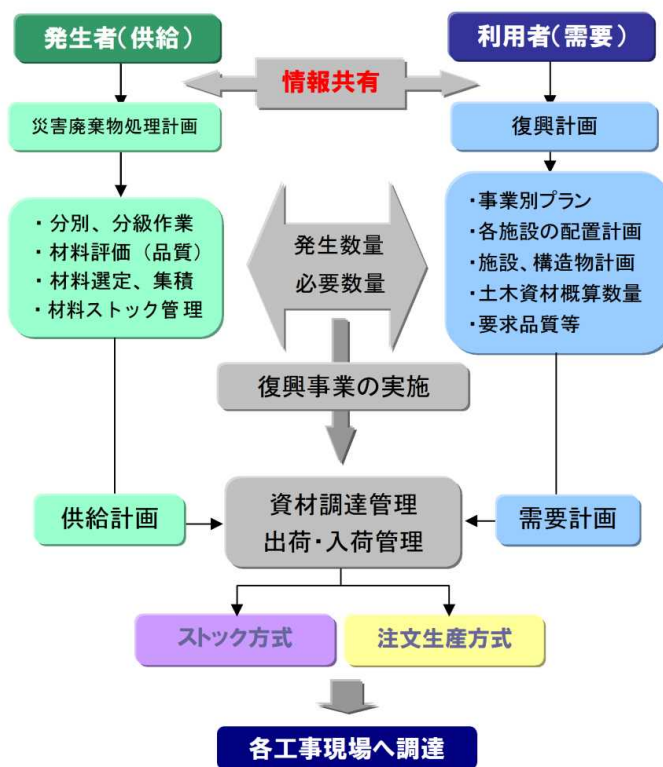 発生者(供給)
利用者(需要)
情報共有
災害廃棄物処理計画
復興計画
・分別、分級作業
・材料評価(品質)
・材料選定、集積
・材料ストック管理
発生数量
必要数量
・事業別プラン
・各施設の配置計画
・施設、構造物計画
・土木資材概算数量
・要求品質等
復興事業の実施
供給計画
資材調達管理
出荷・入荷管理
需要計画
ストック方式
注文生産方式
各工事現場へ調達